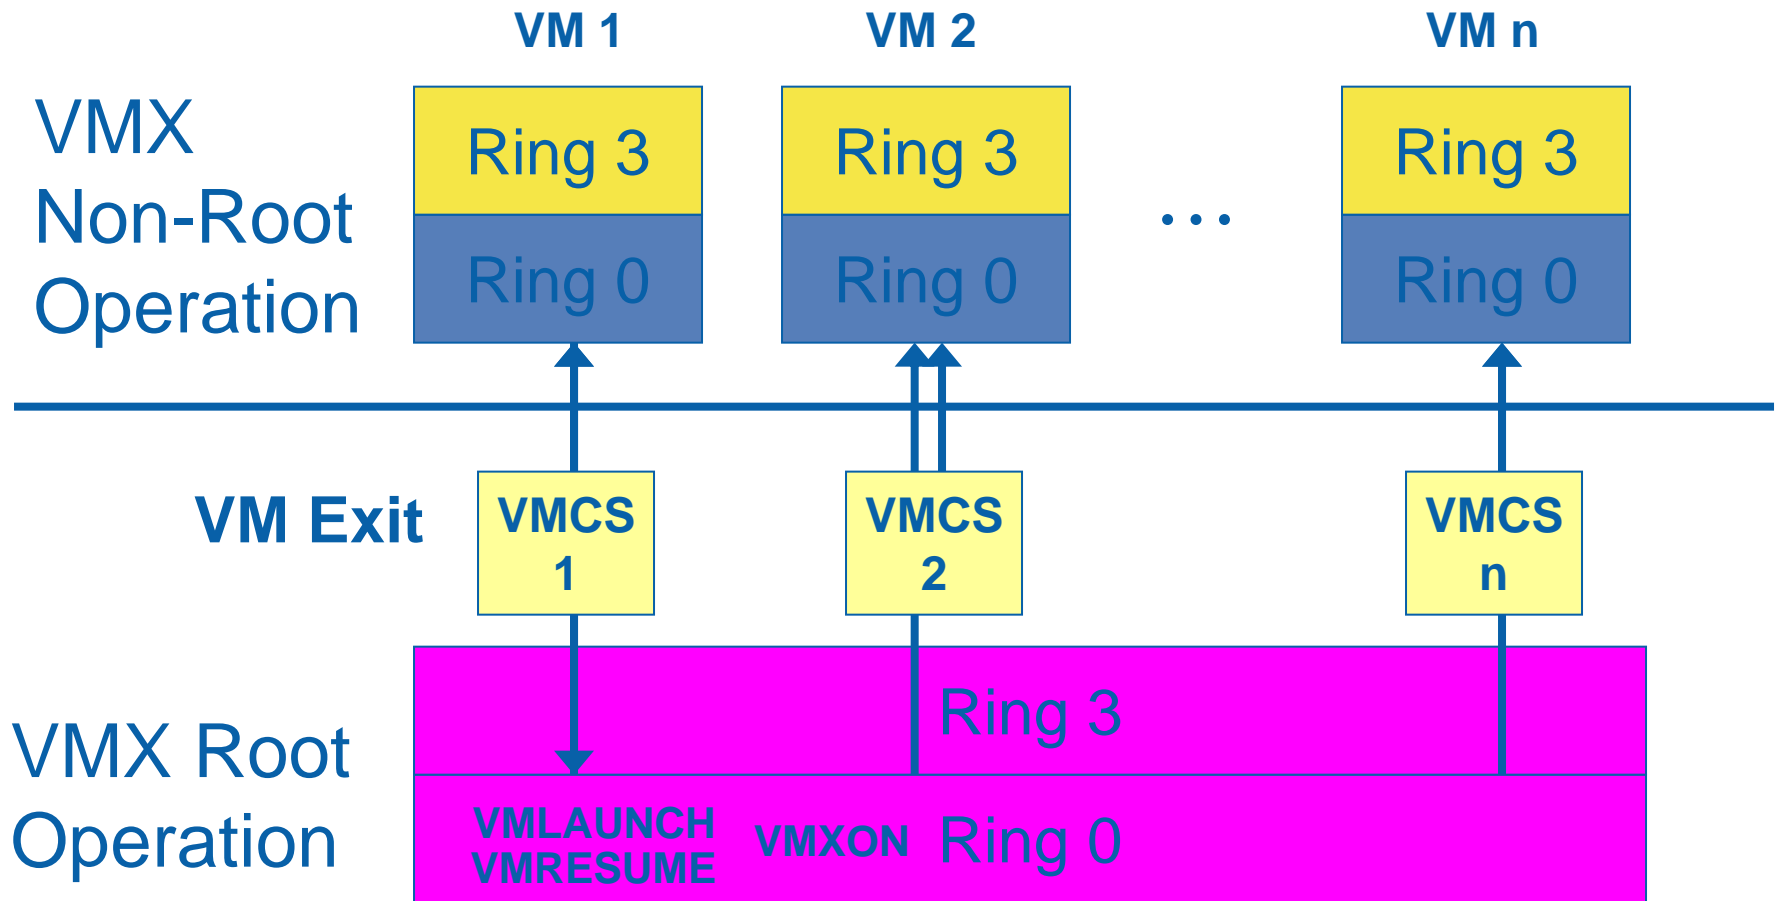 VM 1
VM 2
VM n
VMX
Non-Root
Operation
Ring 3
Ring 0
Ring 3
Ring 0
...
Ring 3
Ring 0
VM Exit
VMCS
1
VMCS
2
VMCS
n
VMX Root
Operation
Ring 3
VMLAUNCH
VMRESUME
VMXON
Ring 0